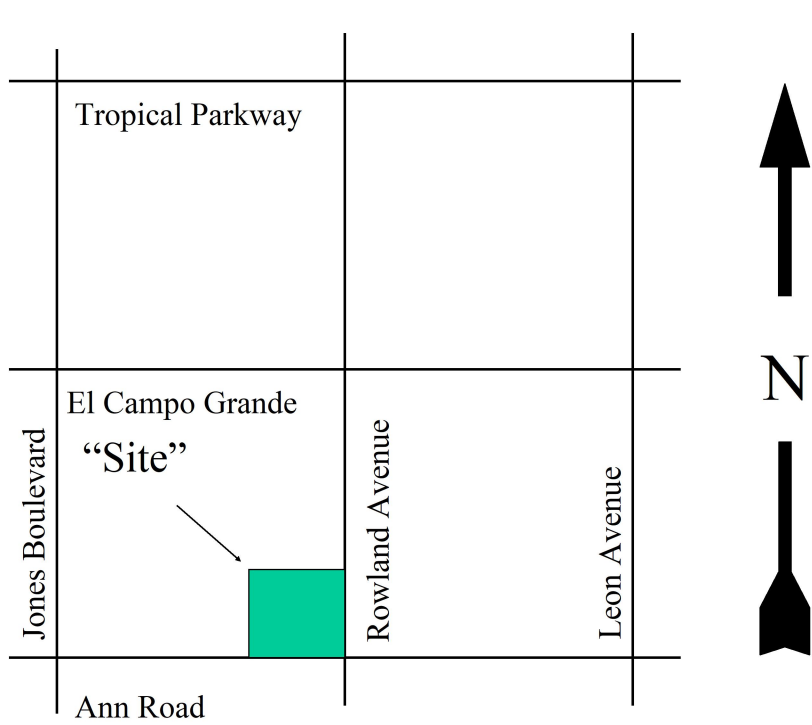 Tropical Parkway
El Campo Grande
“Site”
Jones Boulevard
Rowland Avenue
Leon Avenue
Ann Road
N